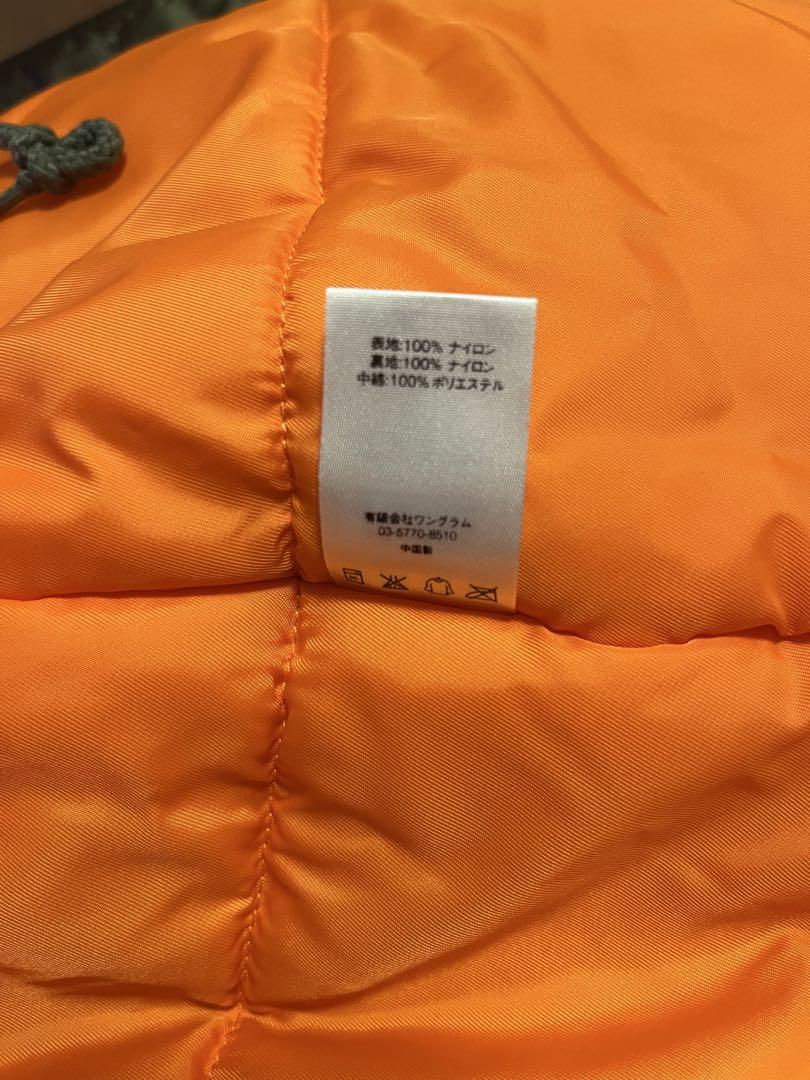 表地:100% ナイロン
裏地:100% ナイロン
中綿:100% ポリエステル
有限会社ワングラム
03-5770-8510
中国製